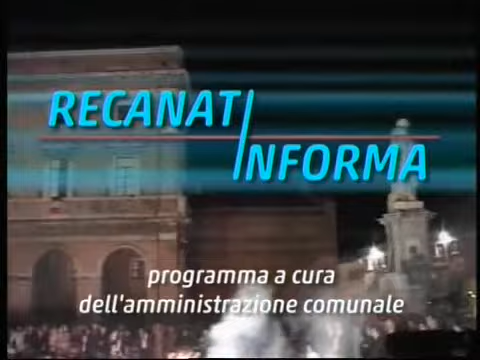 RECANATI
INFORMA
programma a cura
dell'amministrazione comunale